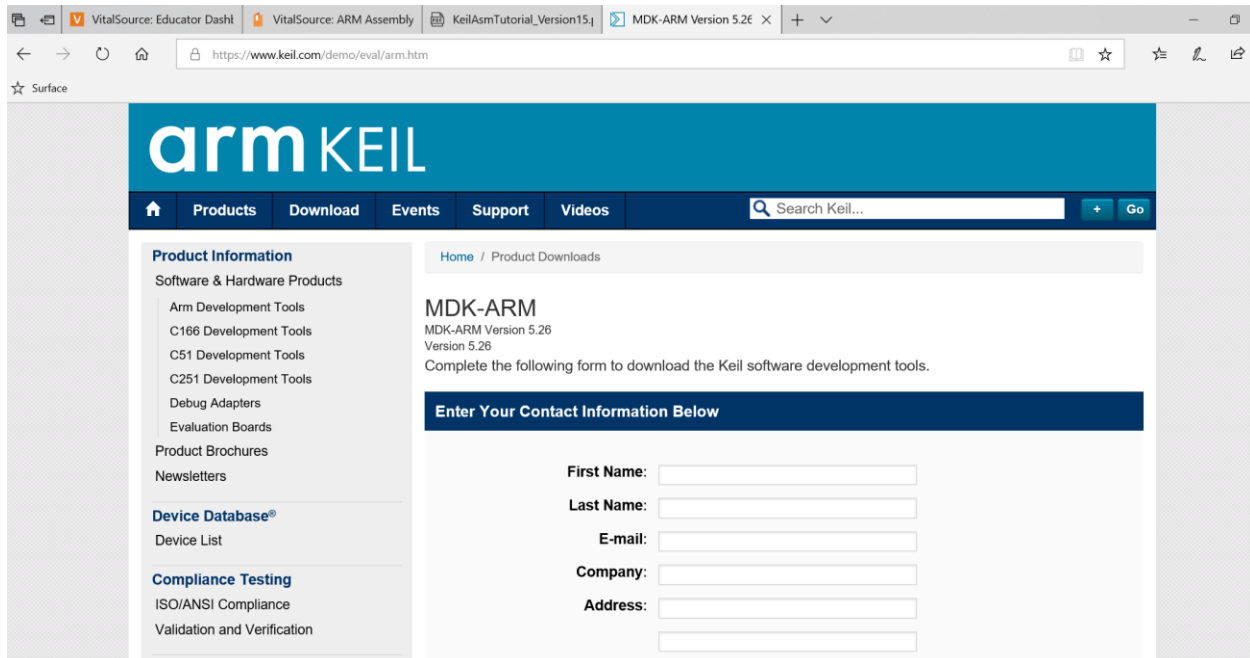 VitalSource: Educator Dashl
VitalSource: ARM Assembly
KeilAsmTutorial_Version15.p
MDK-ARM Version 5.26
https://www.keil.com/demo/eval/arm.htm
Surface
arm KEIL
Products Download Events Support Videos Search Keil... + Go
Product Information
Software & Hardware Products
Arm Development Tools
C166 Development Tools
C51 Development Tools
C251 Development Tools
Debug Adapters
Evaluation Boards
Product Brochures
Newsletters
Device Database®
Device List
Compliance Testing
ISO/ANSI Compliance
Validation and Verification
Home / Product Downloads
MDK-ARM
MDK-ARM Version 5.26
Version 5.26
Complete the following form to download the Keil software development tools.
Enter Your Contact Information Below
First Name:
Last Name:
E-mail:
Company:
Address: